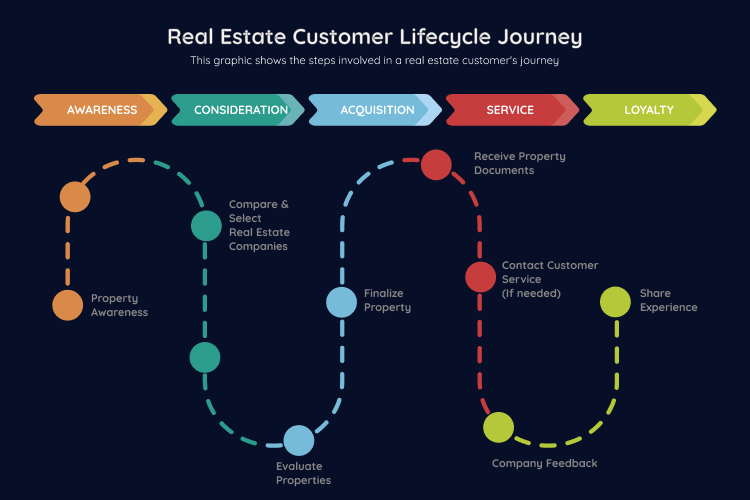 Real Estate Customer Lifecycle Journey
This graphic shows the steps involved in a real estate customer's journey
AWARENESS
CONSIDERATION
ACQUISITION
SERVICE
LOYALTY
Receive Property
Documents
Compare &
Select
Real Estate
Companies
Contact Customer
Service
(If needed)
Property
Awareness
Finalize
Property
Share
Experience
Evaluate
Properties
Company Feedback